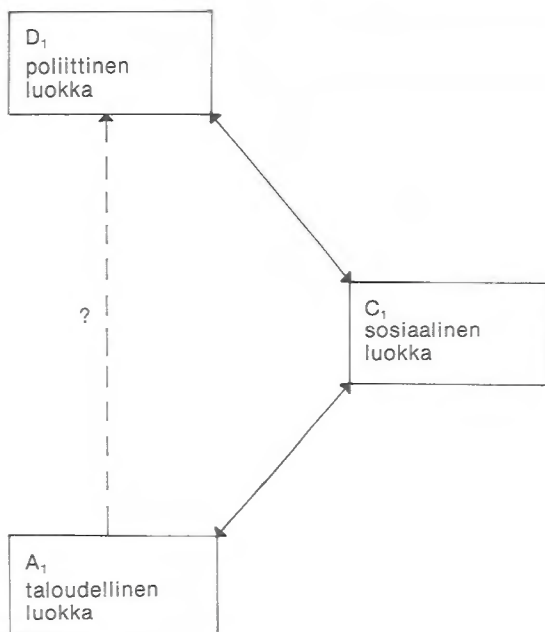 D₁
poliittinen
luokka
?
C₁
sosiaalinen
luokka
A₁
taloudellinen
luokka